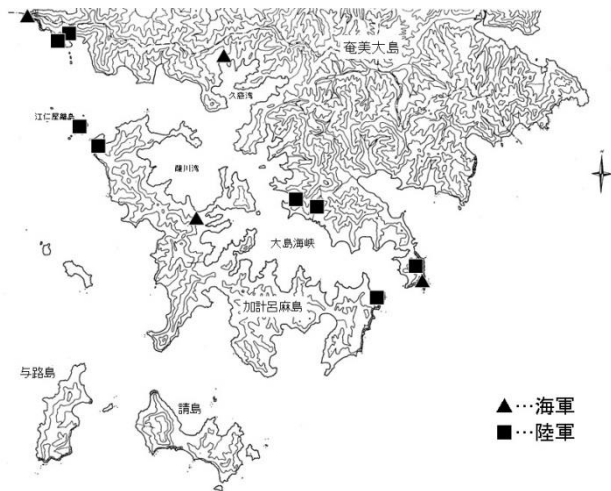 奄美大島
久慈湾
江仁屋離島
薩川湾
大島海峡
加計呂麻島
与路島
請島
▲…海軍
■…陸軍